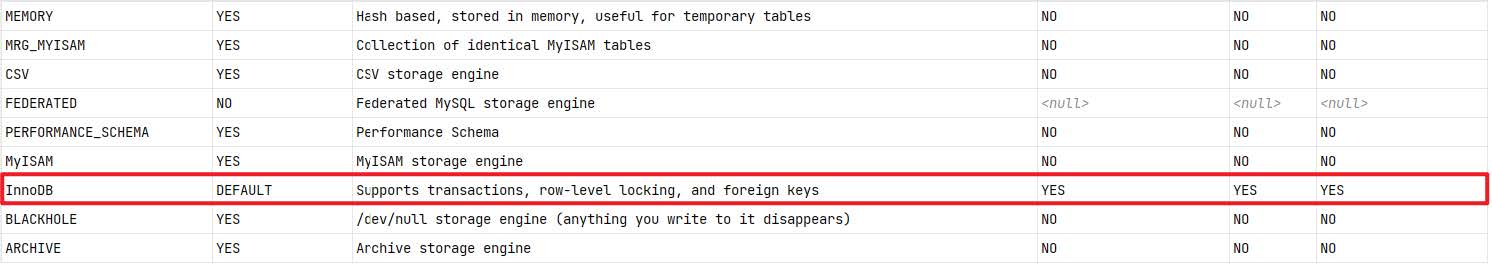 MEMORY YES Hash based, stored in memory, useful for temporary tables NO NO NO
MRG_MYISAM YES Collection of identical MyISAM tables NO NO NO
CSV YES CSV storage engine NO NO NO
FEDERATED NO Federated MySQL storage engine <null> <null> <null>
PERFORMANCE_SCHEMA YES Performance Schema NO NO NO
MyISAM YES MyISAM storage engine NO NO NO
InnoDB DEFAULT Supports transactions, row-level locking, and foreign keys YES YES YES
BLACKHOLE YES /dev/null storage engine (anything you write to it disappears) NO NO NO
ARCHIVE YES Archive storage engine NO NO NO